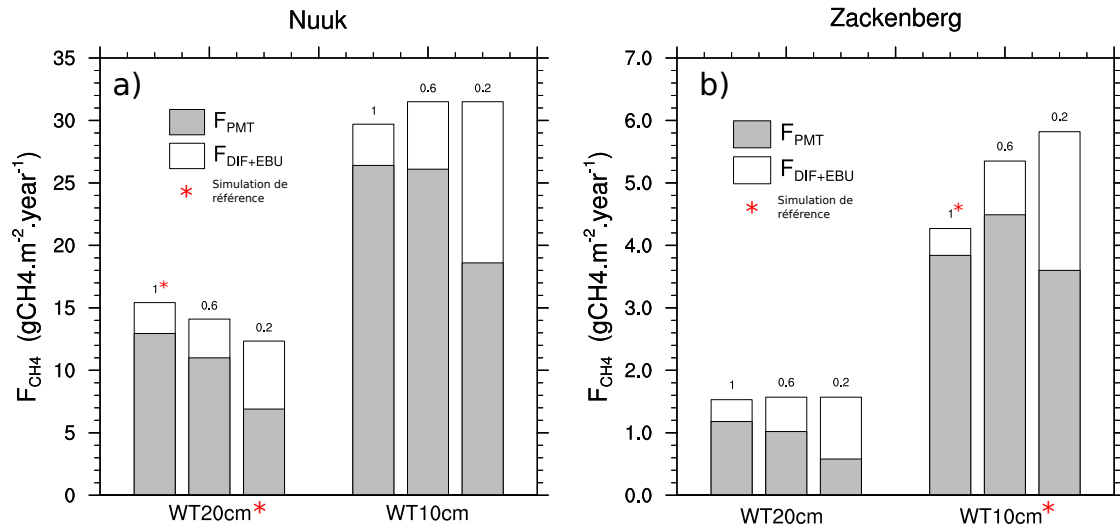 Nuuk
a)
F_PMT
F_DIF+EBU
* Simulation de
référence
F_CH4 (gCH4.m⁻².year⁻¹)
35
30
25
20
15
10
5
0
1*
0.6
0.2
1
0.6
0.2
WT20cm*
WT10cm
Zackenberg
b)
F_PMT
F_DIF+EBU
* Simulation de
référence
F_CH4 (gCH4.m⁻².year⁻¹)
7.0
6.0
5.0
4.0
3.0
2.0
1.0
0.0
1
0.6
0.2
1*
0.6
0.2
WT20cm
WT10cm*